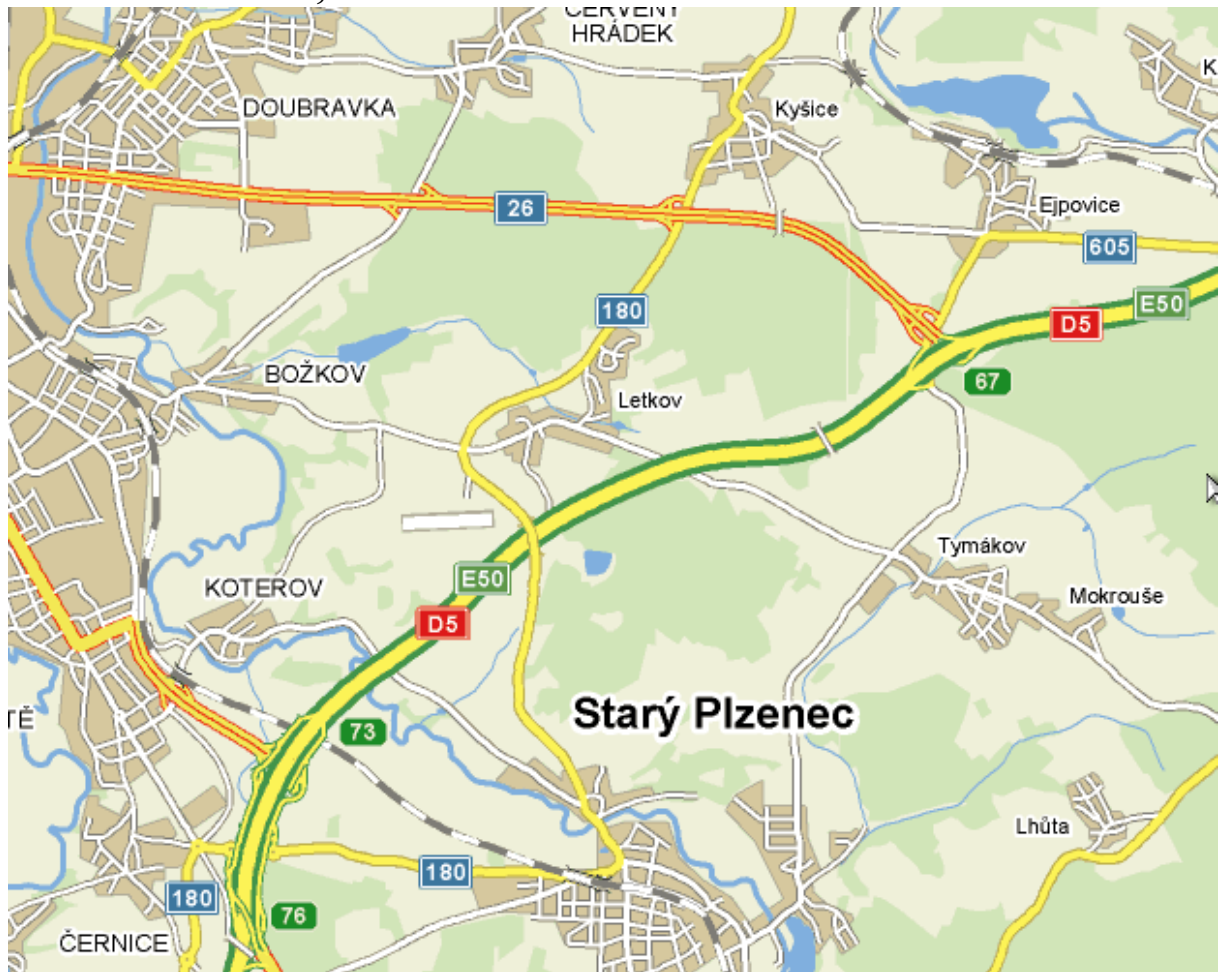 ČERVENÝ
HRÁDEK
K
DOUBRAVKA
Kyšice
26
Ejpovice
605
180
E50
D5
BOŽKOV
67
Letkov
Tymákov
E50
KOTEROV
Mokrouše
D5
Starý Plzenec
TĚ
73
Lhůta
180
180
76
ČERNICE